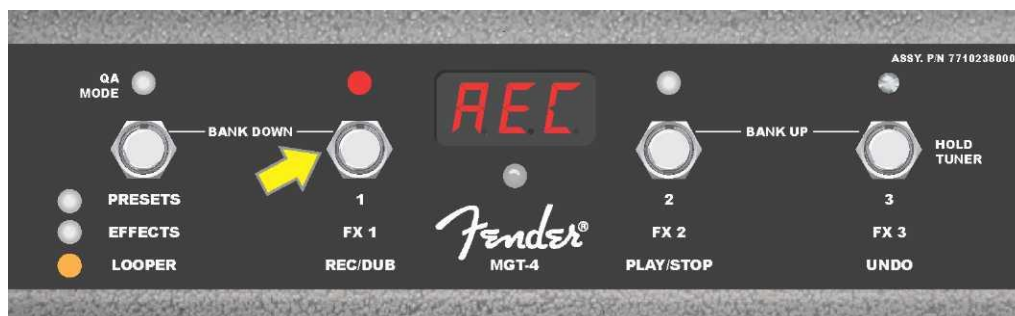 ASSY. P/N 7710238000
QA
MODE
BANK DOWN
AEC
BANK UP
HOLD
TUNER
PRESETS 1 2 3
EFFECTS FX 1 Fender® FX 2 FX 3
LOOPER REC/DUB MGT-4 PLAY/STOP UNDO